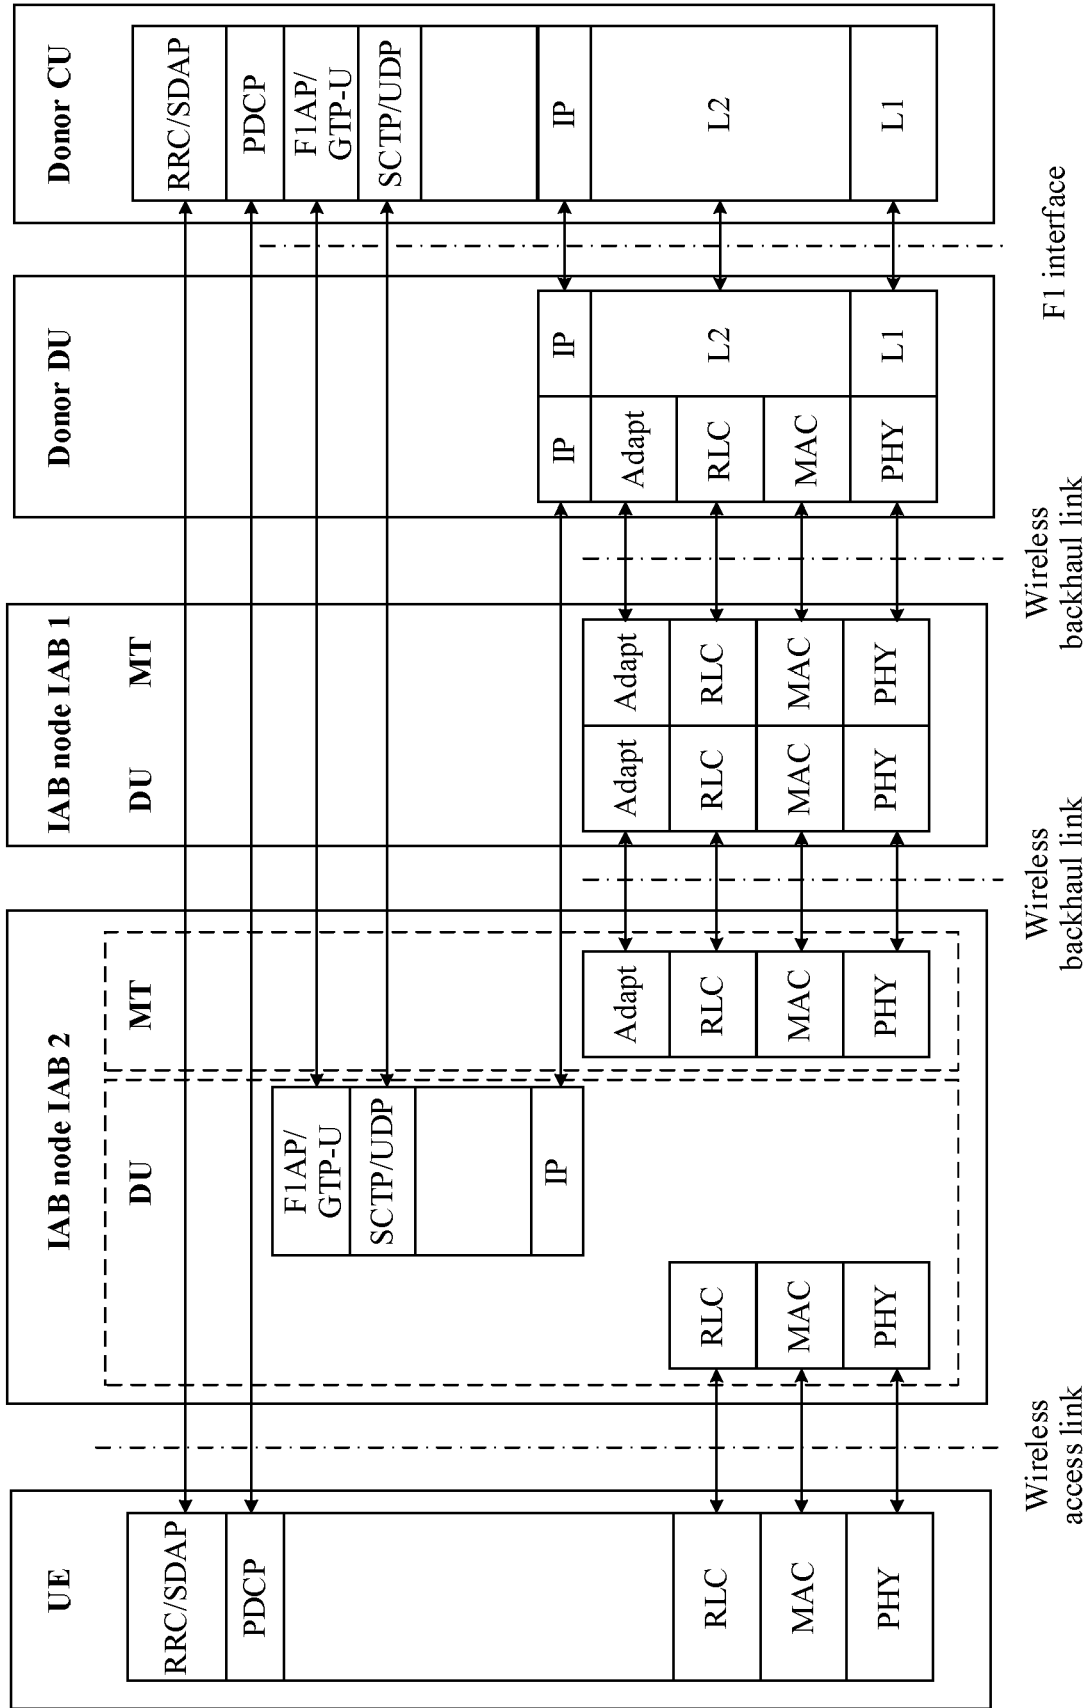 UE
RRC/SDAP
PDCP
RLC
MAC
PHY
Wireless
access link
IAB node IAB 2
DU
MT
F1AP/
GTP-U
SCTP/UDP
IP
RLC
MAC
PHY
Adapt
RLC
MAC
PHY
Wireless
backhaul link
IAB node IAB 1
DU
MT
Adapt
Adapt
RLC
RLC
MAC
MAC
PHY
PHY
Wireless
backhaul link
Donor DU
IP
IP
Adapt
L2
RLC
MAC
PHY
L1
F1 interface
Donor CU
RRC/SDAP
PDCP
F1AP/
GTP-U
SCTP/UDP
IP
L2
L1